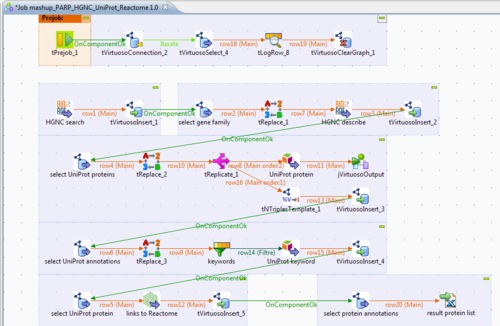 *Job mashup_PARP_HGNC_UniProt_Reactome 1.0
Prejob:
OnComponentOk Iterate row18 (Main) row19 (Main)
tPrejob_1 tVirtuosoConnection_2 tVirtuosoSelect_4 tLogRow_8 tVirtuosoClearGraph_1
row1 (Main) OnComponentOk row2 (Main) row7 (Main) row3 (Main)
HGNC search tVirtuosoInsert_1 select gene family tReplace_1 HGNC describe tVirtuosoInsert_2
OnComponentOk
row4 (Main) row10 (Main) row8 (Main order:2) row11 (Main)
select UniProt proteins tReplace_2 tReplicate_1 UniProt protein jVirtuosoOutput
row16 (Main order:1)
row13 (Main)
tNTriplesTemplate_1 tVirtuosoInsert_3
OnComponentOk
row6 (Main) row9 (Main) row14 (Filtre) row15 (Main)
select UniProt annotations tReplace_3 keywords UniProt keyword tVirtuosoInsert_4
OnComponentOk
row5 (Main) row12 (Main) OnComponentOk row20 (Main)
select UniProt protein links to Reactome tVirtuosoInsert_5 select protein annotations result protein list